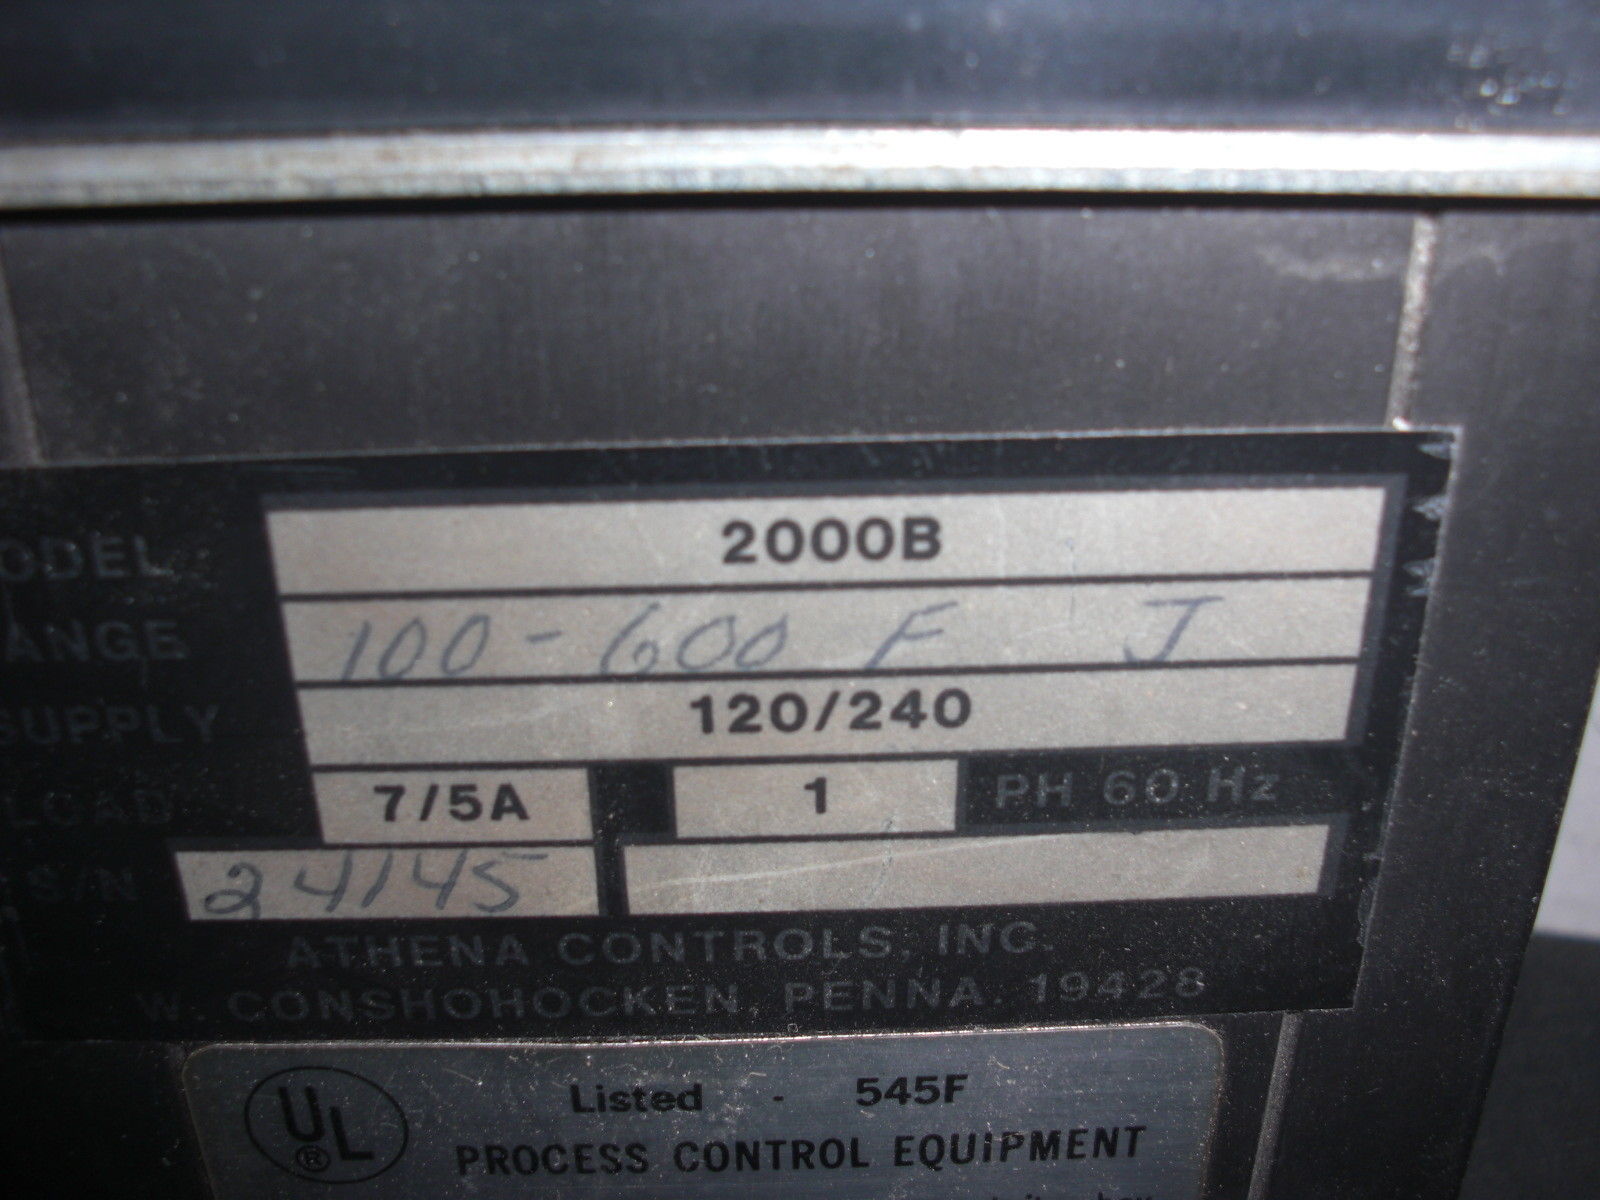 ODEL 2000B
ANGE 100-600 F J
SUPPLY 120/240
LOAD 7/5A 1 PH 60 Hz
S/N 24145
ATHENA CONTROLS, INC.
W. CONSHOHOCKEN, PENNA. 19428
UL® Listed - 545F
PROCESS CONTROL EQUIPMENT